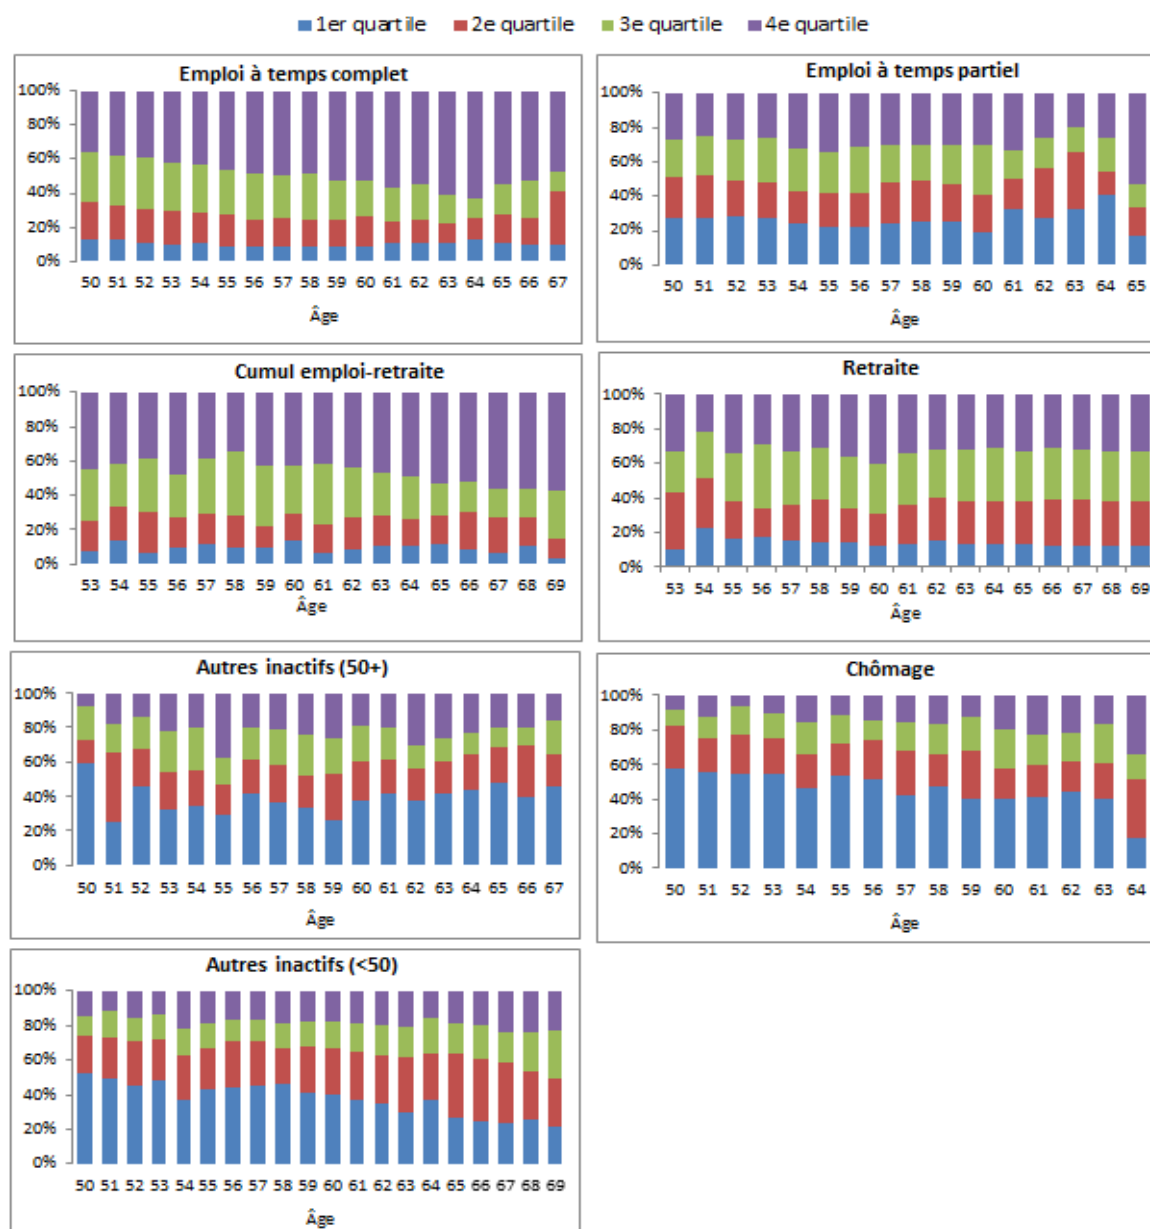 1er quartile 2e quartile 3e quartile 4e quartile
Emploi à temps complet
100%
80%
60%
40%
20%
0%
50 51 52 53 54 55 56 57 58 59 60 61 62 63 64 65 66 67
Âge
Emploi à temps partiel
100%
80%
60%
40%
20%
0%
50 51 52 53 54 55 56 57 58 59 60 61 62 63 64 65
Âge
Cumul emploi-retraite
100%
80%
60%
40%
20%
0%
53 54 55 56 57 58 59 60 61 62 63 64 65 66 67 68 69
Âge
Retraite
100%
80%
60%
40%
20%
0%
53 54 55 56 57 58 59 60 61 62 63 64 65 66 67 68 69
Âge
Autres inactifs (50+)
100%
80%
60%
40%
20%
0%
50 51 52 53 54 55 56 57 58 59 60 61 62 63 64 65 66 67
Âge
Chômage
100%
80%
60%
40%
20%
0%
50 51 52 53 54 55 56 57 58 59 60 61 62 63 64
Âge
Autres inactifs (<50)
100%
80%
60%
40%
20%
0%
50 51 52 53 54 55 56 57 58 59 60 61 62 63 64 65 66 67 68 69
Âge